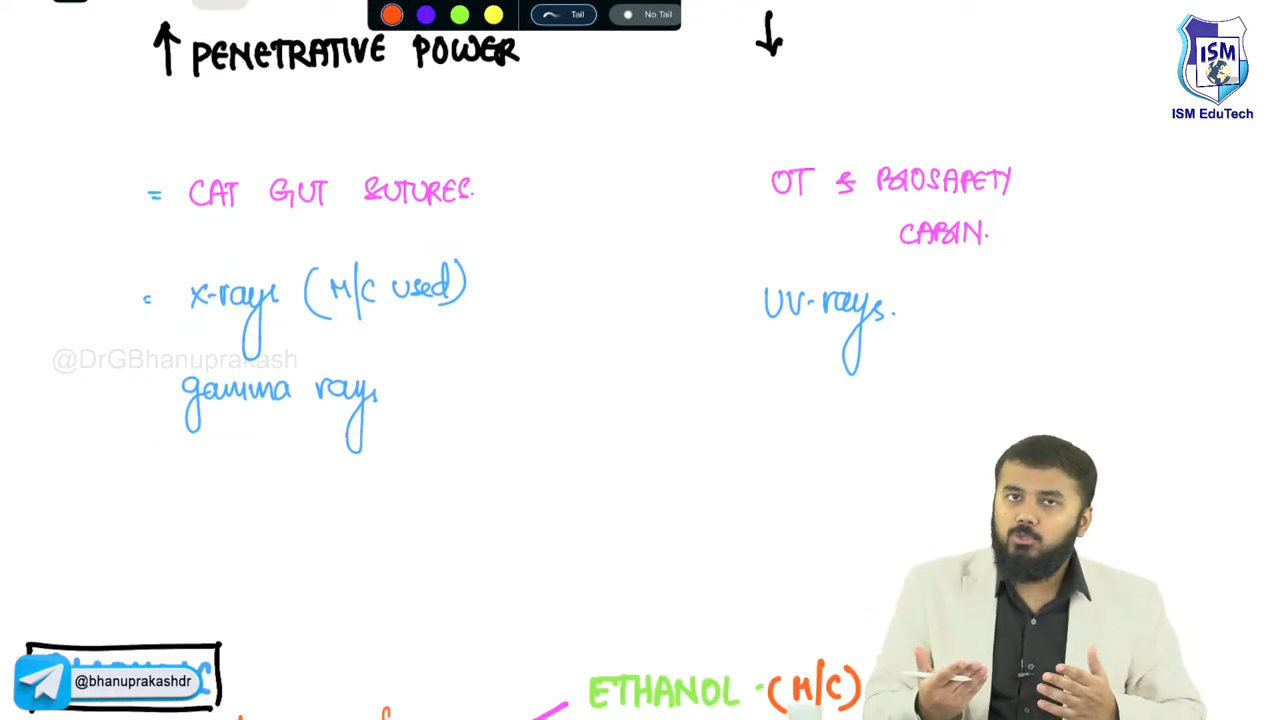 Tail
No Tail
↑ PENETRATIVE POWER
↓
ISM
ISM EduTech
= CAT GUT SUTURES.
OT & BIOSAFETY
CABIN.
= X-rays (M/C used)
UV-rays.
@DrGBhanuprakash
gamma rays
@bhanuprakashdr
ETHANOL - (M/C)